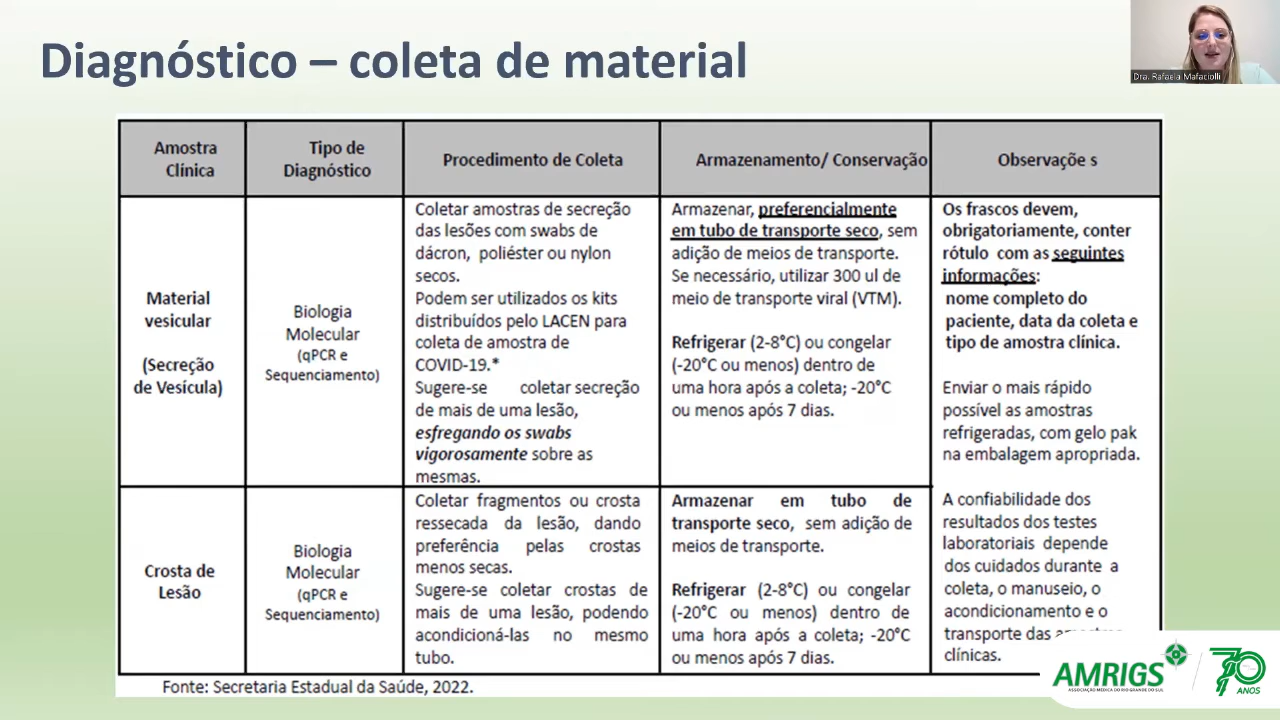 Diagnóstico – coleta de material
Dra. Rafaela Mafaciolli
Amostra
Clínica
Tipo de
Diagnóstico
Procedimento de Coleta
Armazenamento/ Conservação
Observaçõe s
Material
vesicular
(Secreção
de Vesícula)
Biologia
Molecular
(qPCR e
Sequenciamento)
Coletar amostras de secreção
das lesões com swabs de
dácron, poliéster ou nylon
secos.
Podem ser utilizados os kits
distribuídos pelo LACEN para
coleta de amostra de
COVID-19.*
Sugere-se coletar secreção
de mais de uma lesão,
esfregando os swabs
vigorosamente sobre as
mesmas.
Armazenar, preferencialmente
em tubo de transporte seco, sem
adição de meios de transporte.
Se necessário, utilizar 300 ul de
meio de transporte viral (VTM).
Refrigerar (2-8°C) ou congelar
(-20°C ou menos) dentro de
uma hora após a coleta; -20°C
ou menos após 7 dias.
Os frascos devem,
obrigatoriamente, conter
rótulo com as seguintes
informações:
nome completo do
paciente, data da coleta e
tipo de amostra clínica.
Enviar o mais rápido
possível as amostras
refrigeradas, com gelo pak
na embalagem apropriada.
A confiabilidade dos
resultados dos testes
laboratoriais depende
dos cuidados durante a
coleta, o manuseio, o
acondicionamento e o
transporte das
clínicas.
Crosta de
Lesão
Biologia
Molecular
(qPCR e
Sequenciamento)
Coletar fragmentos ou crosta
ressecada da lesão, dando
preferência pelas crostas
menos secas.
Sugere-se coletar crostas de
mais de uma lesão, podendo
acondicioná-las no mesmo
tubo.
Armazenar em tubo de
transporte seco, sem adição de
meios de transporte.
Refrigerar (2-8°C) ou congelar
(-20°C ou menos) dentro de
uma hora após a coleta; -20°C
ou menos após 7 dias.
Fonte: Secretaria Estadual da Saúde, 2022.
AMRIGS
ASSOCIAÇÃO MÉDICA DO RIO GRANDE DO SUL
70
ANOS